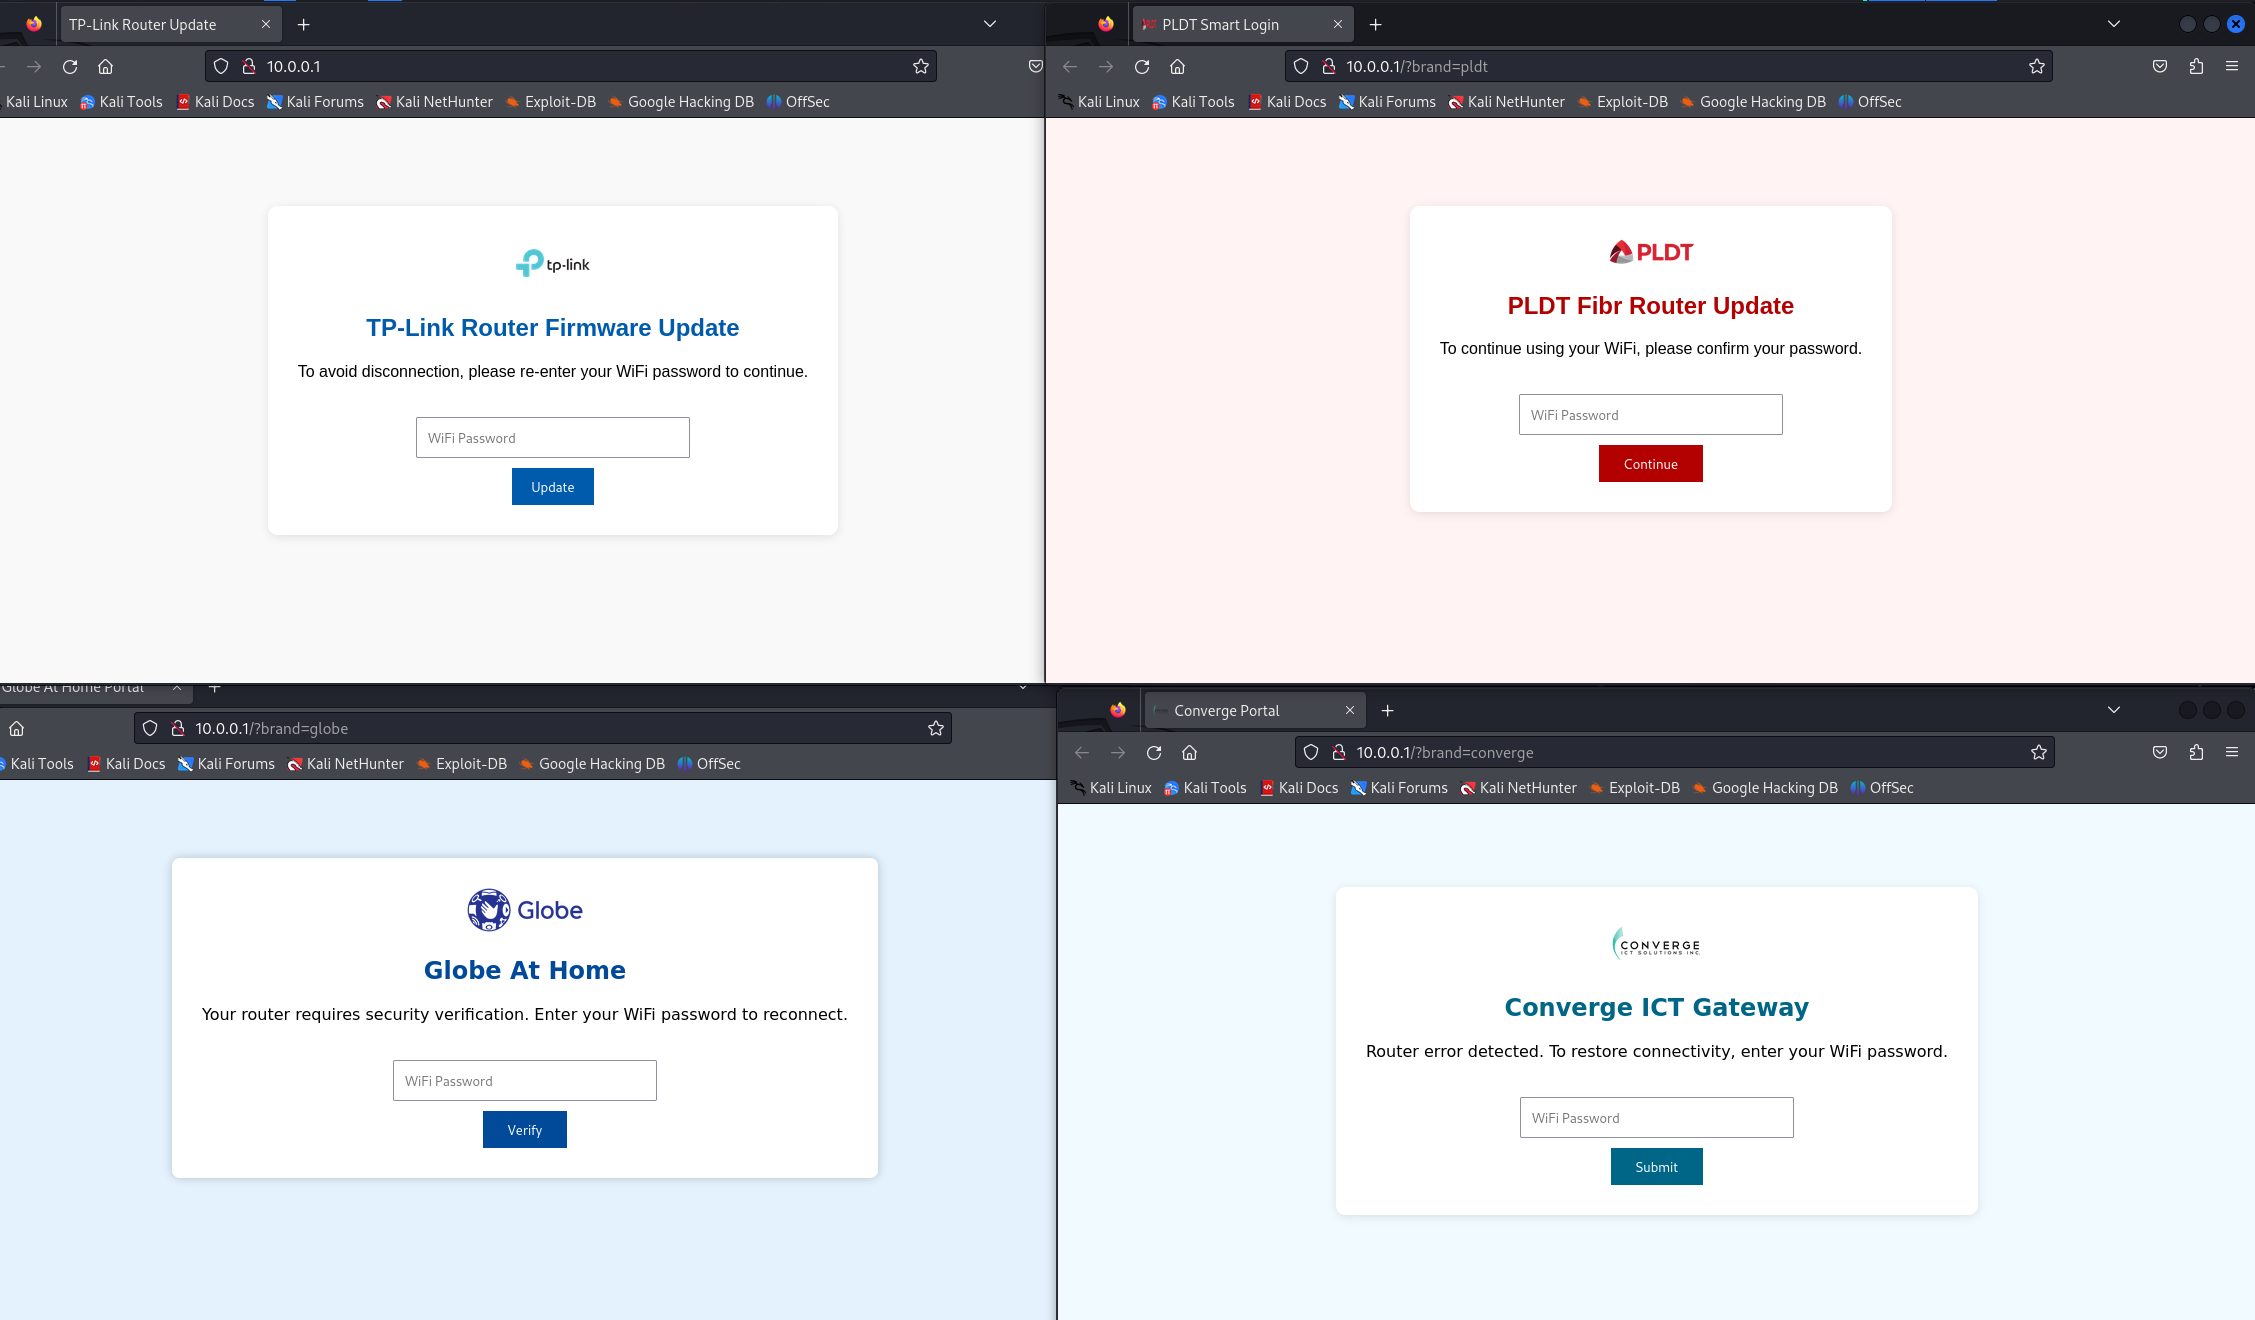 TP-Link Router Update
10.0.0.1
Kali Linux Kali Tools Kali Docs Kali Forums Kali NetHunter Exploit-DB Google Hacking DB OffSec
tp-link
TP-Link Router Firmware Update
To avoid disconnection, please re-enter your WiFi password to continue.
WiFi Password
Update
PLDT Smart Login
10.0.0.1/?brand=pldt
Kali Linux Kali Tools Kali Docs Kali Forums Kali NetHunter Exploit-DB Google Hacking DB OffSec
PLDT
PLDT Fibr Router Update
To continue using your WiFi, please confirm your password.
WiFi Password
Continue
Globe At Home Portal
10.0.0.1/?brand=globe
Kali Tools Kali Docs Kali Forums Kali NetHunter Exploit-DB Google Hacking DB OffSec
Globe
Globe At Home
Your router requires security verification. Enter your WiFi password to reconnect.
WiFi Password
Verify
Converge Portal
10.0.0.1/?brand=converge
Kali Linux Kali Tools Kali Docs Kali Forums Kali NetHunter Exploit-DB Google Hacking DB OffSec
CONVERGE
ICT SOLUTIONS INC.
Converge ICT Gateway
Router error detected. To restore connectivity, enter your WiFi password.
WiFi Password
Submit